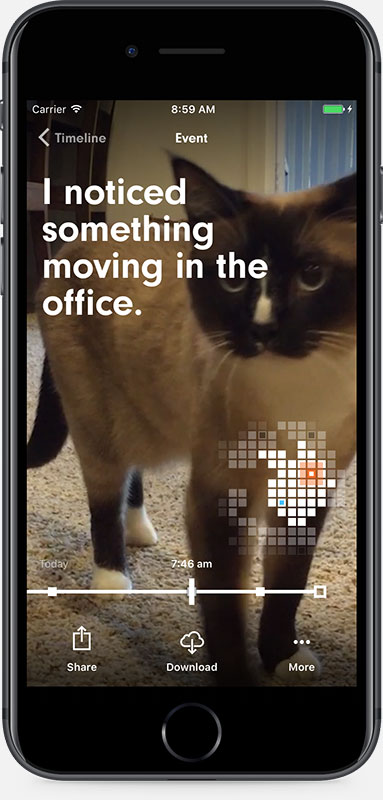 Carrier 8:59 AM
Timeline Event
I noticed
something
moving in the
office.
Today 7:46 am
Share Download More